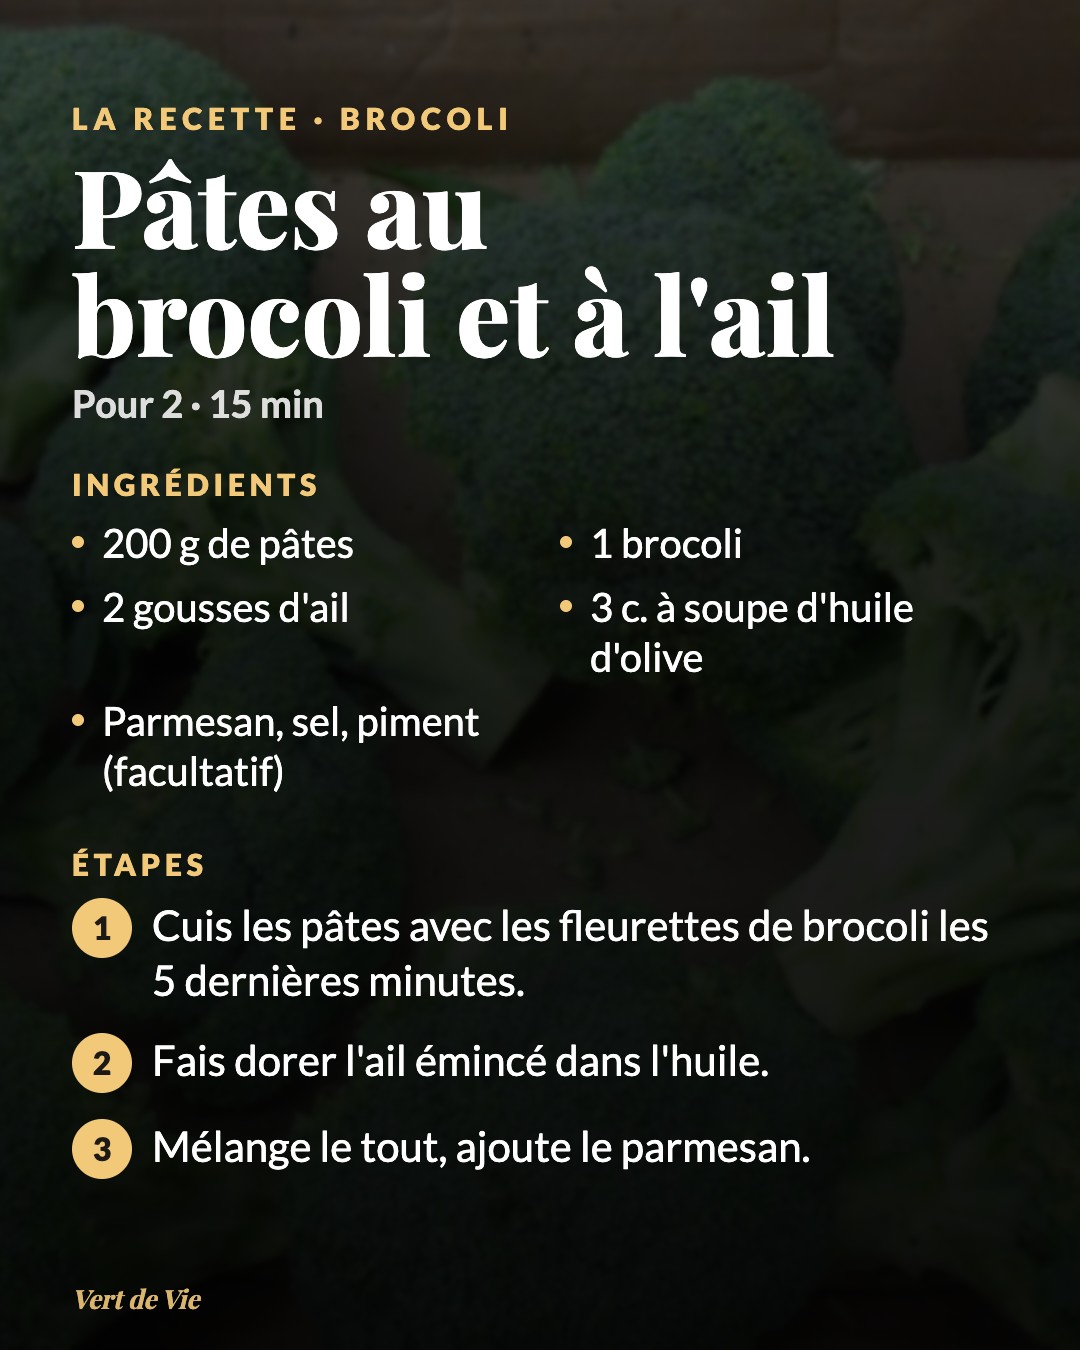 LA RECETTE · BROCOLI
Pâtes au
brocoli et à l'ail
Pour 2 · 15 min
INGRÉDIENTS
• 200 g de pâtes
• 1 brocoli
• 2 gousses d'ail
• 3 c. à soupe d'huile
d'olive
• Parmesan, sel, piment
(facultatif)
ÉTAPES
1 Cuis les pâtes avec les fleurettes de brocoli les
5 dernières minutes.
2 Fais dorer l'ail émincé dans l'huile.
3 Mélange le tout, ajoute le parmesan.
Vert de Vie